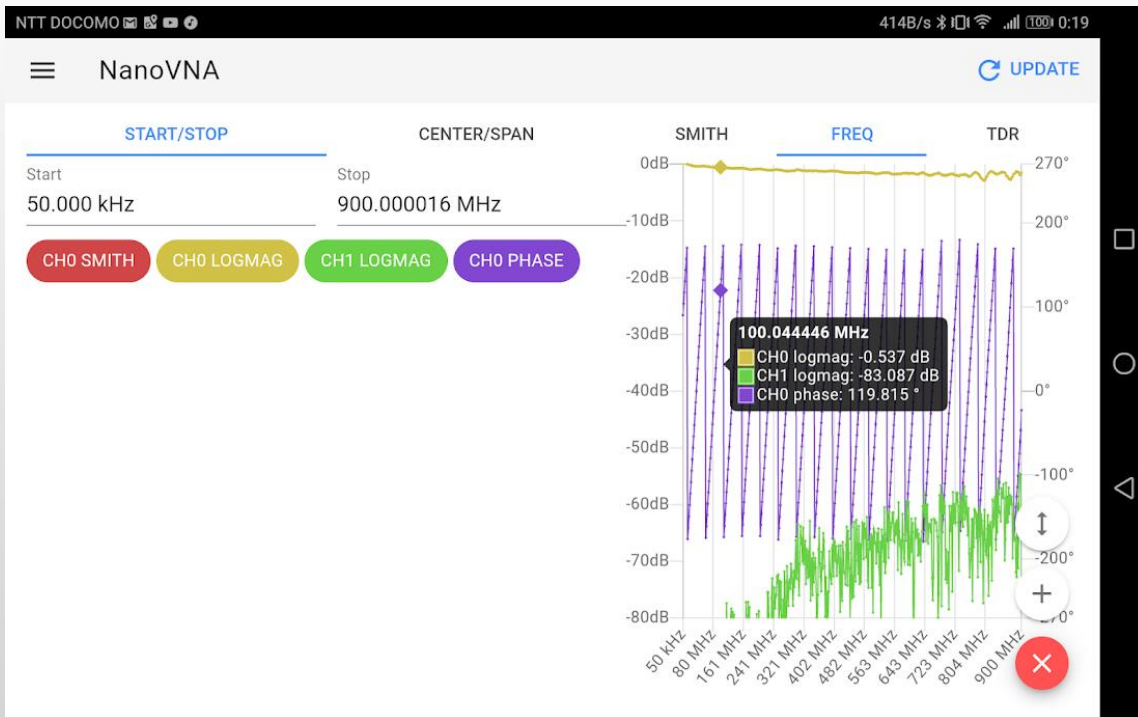 NTT DOCOMO
414B/s 100 0:19
NanoVNA
UPDATE
START/STOP CENTER/SPAN
Start Stop
50.000 kHz 900.000016 MHz
CH0 SMITH CH0 LOGMAG CH1 LOGMAG CH0 PHASE
SMITH FREQ TDR
0dB 270°
-10dB 200°
-20dB 100°
-30dB
100.044446 MHz
CH0 logmag: -0.537 dB
CH1 logmag: -83.087 dB
CH0 phase: 119.815 °
-40dB 0°
-50dB -100°
-60dB
-70dB -200°
-80dB
50 kHz 80 MHz 161 MHz 241 MHz 321 MHz 402 MHz 482 MHz 563 MHz 643 MHz 723 MHz 804 MHz 900 MHz